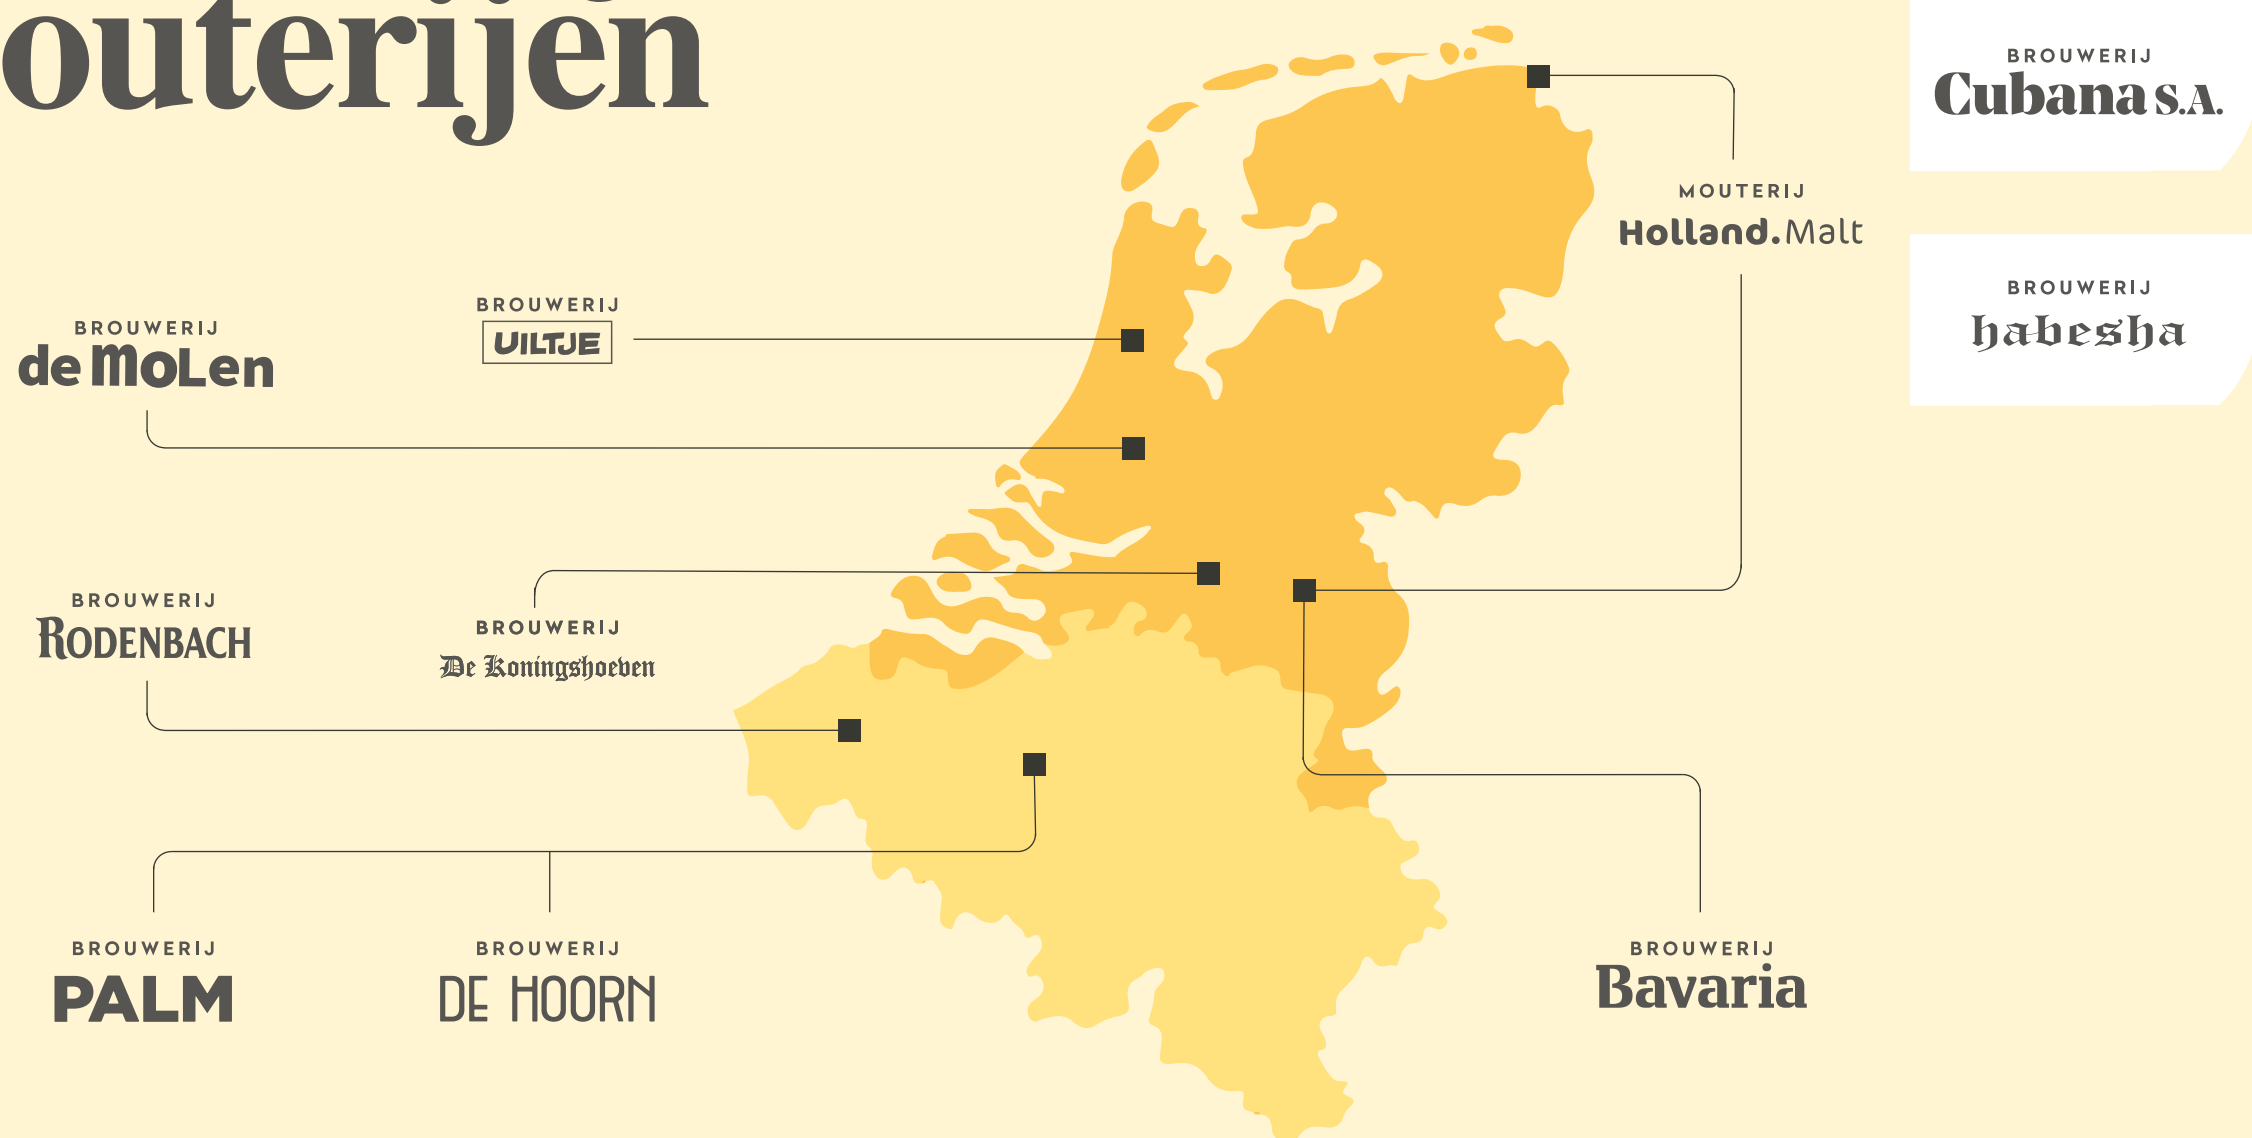 outerijen
BROUWERIJ
Cubana S.A.
MOUTERIJ
Holland.Malt
BROUWERIJ
habesha
BROUWERIJ
UILTJE
BROUWERIJ
de MoLen
BROUWERIJ
RODENBACH
BROUWERIJ
De Koningshoeven
BROUWERIJ
PALM
BROUWERIJ
DE HOORN
BROUWERIJ
Bavaria